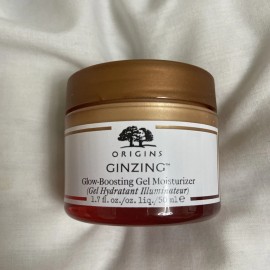 ORIGINS
GINZING™
Glow-Boosting Gel Moisturizer
(Gel Hydratant Illuminateur)
1.7 fl.oz./oz. liq./50 ml e